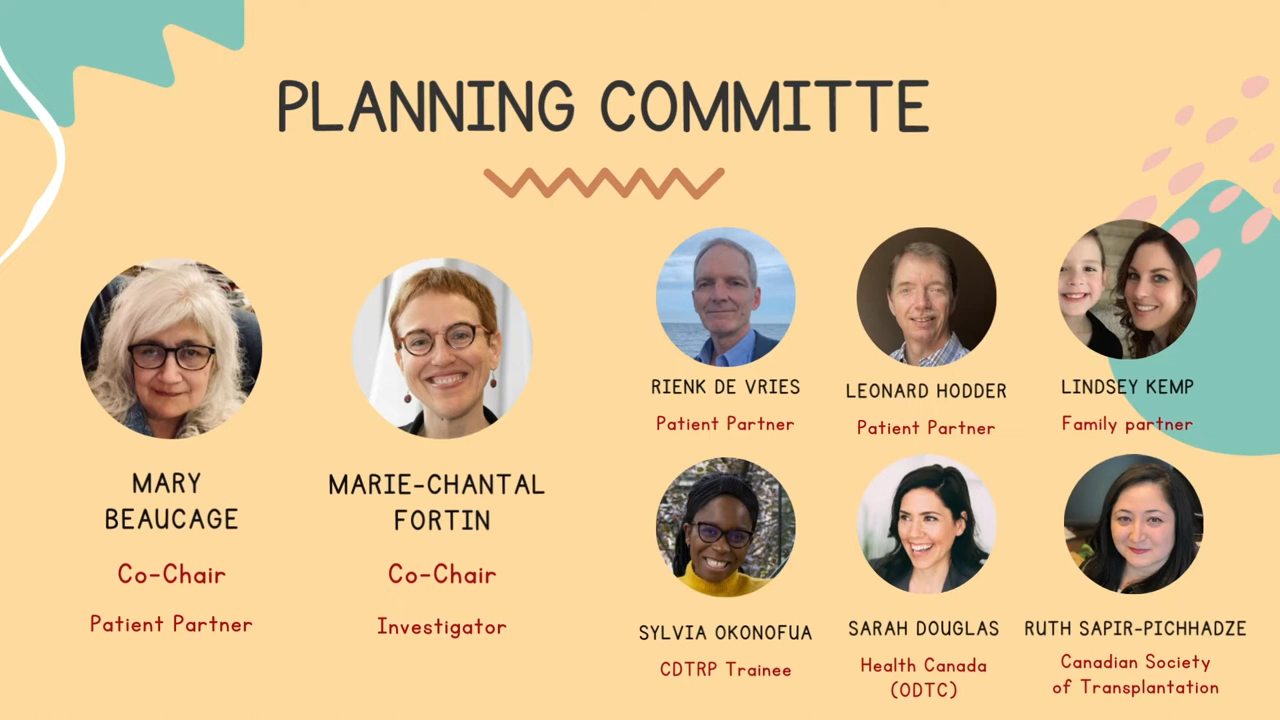 PLANNING COMMITTE
MARY
BEAUCAGE
Co-Chair
Patient Partner
MARIE-CHANTAL
FORTIN
Co-Chair
Investigator
RIENK DE VRIES
Patient Partner
LEONARD HODDER
Patient Partner
LINDSEY KEMP
Family partner
SYLVIA OKONOFUA
CDTRP Trainee
SARAH DOUGLAS
Health Canada
(ODTC)
RUTH SAPIR-PICHHADZE
Canadian Society
of Transplantation